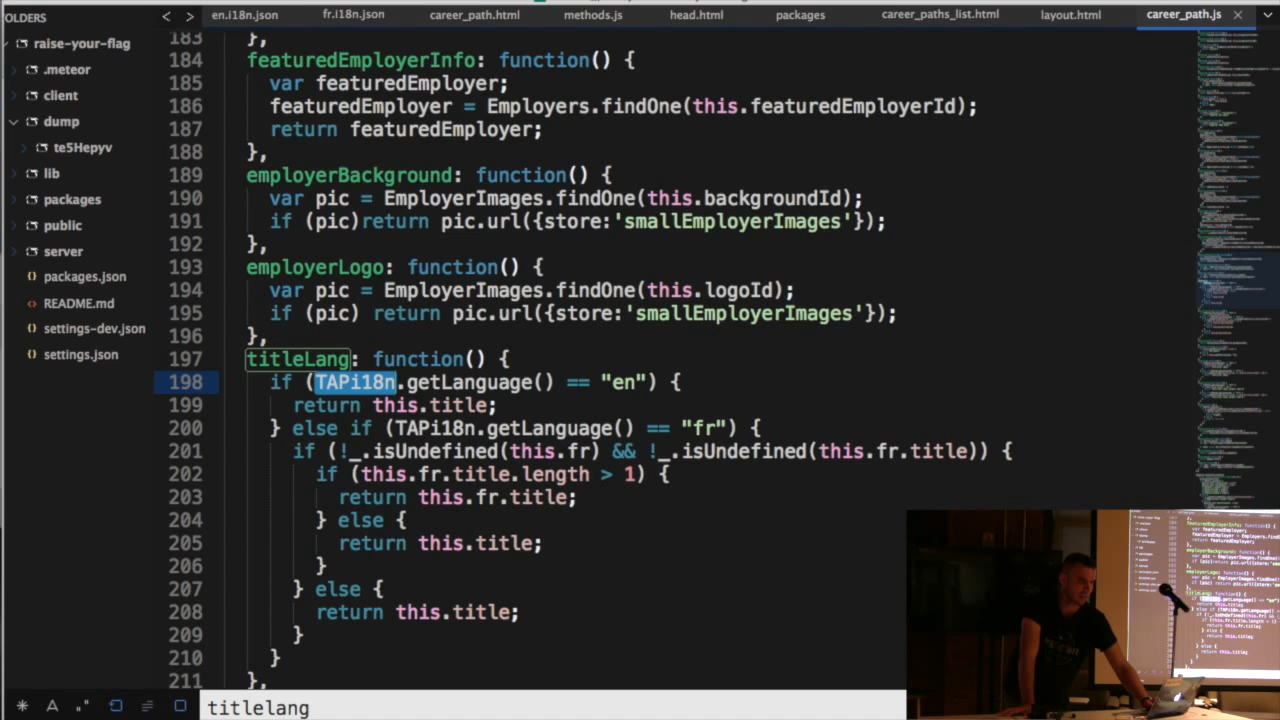 OLDERS
en.i18n.json fr.i18n.json career_path.html methods.js head.html packages career_paths_list.html layout.html career_path.js
raise-your-flag
.meteor
client
dump
te5Hepyv
lib
packages
public
server
packages.json
README.md
settings-dev.json
settings.json
183 },
184 featuredEmployerInfo: function() {
185 var featuredEmployer;
186 featuredEmployer = Employers.findOne(this.featuredEmployerId);
187 return featuredEmployer;
188 },
189 employerBackground: function() {
190 var pic = EmployerImages.findOne(this.backgroundId);
191 if (pic)return pic.url({store:'smallEmployerImages'});
192 },
193 employerLogo: function() {
194 var pic = EmployerImages.findOne(this.logoId);
195 if (pic) return pic.url({store:'smallEmployerImages'});
196 },
197 titleLang: function() {
198 if (TAPi18n.getLanguage() == "en") {
199 return this.title;
200 } else if (TAPi18n.getLanguage() == "fr") {
201 if (!_.isUndefined(this.fr) && !_.isUndefined(this.fr.title)) {
202 if (this.fr.title.length > 1) {
203 return this.fr.title;
204 } else {
205 return this.title;
206 }
207 } else {
208 return this.title;
209 }
210 }
211 },
titlelang